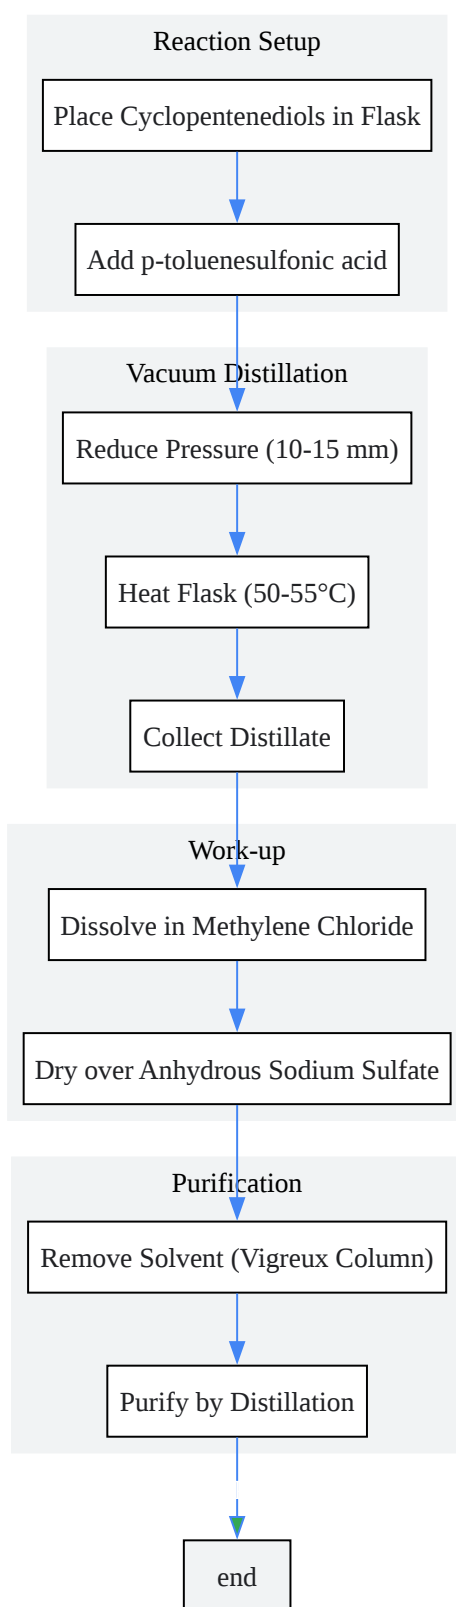 Reaction Setup
Place Cyclopentenediols in Flask
Add p-toluenesulfonic acid
Vacuum Distillation
Reduce Pressure (10-15 mm)
Heat Flask (50-55°C)
Collect Distillate
Work-up
Dissolve in Methylene Chloride
Dry over Anhydrous Sodium Sulfate
Purification
Remove Solvent (Vigreux Column)
Purify by Distillation
end